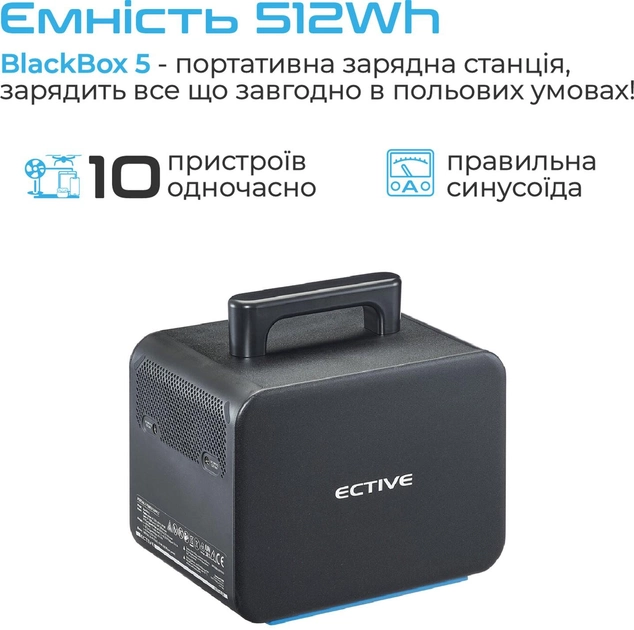 Ємність 512Wh
BlackBox 5 - портативна зарядна станція,
зарядить все що завгодно в польових умовах!
10 пристроїв
одночасно
правильна
синусоїда
A
ECTIVE
ECTIVE